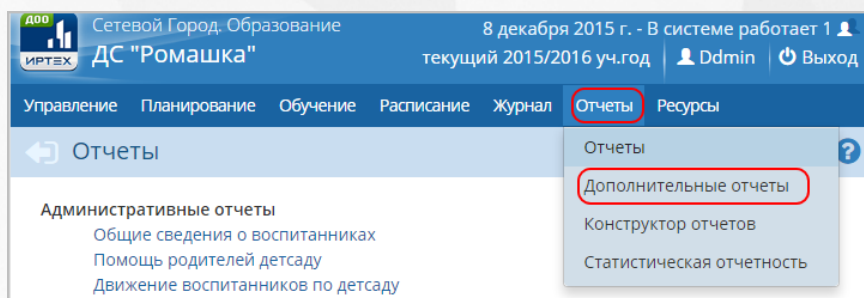 ДОО
ИРТЕХ
Сетевой Город. Образование
8 декабря 2015 г. - В системе работает 1
ДС "Ромашка"
текущий 2015/2016 уч.год
Ddmin
Выход
Управление Планирование Обучение Расписание Журнал Отчеты Ресурсы
Отчеты
?
Отчеты
Дополнительные отчеты
Конструктор отчетов
Статистическая отчетность
Административные отчеты
Общие сведения о воспитанниках
Помощь родителей детсаду
Движение воспитанников по детсаду